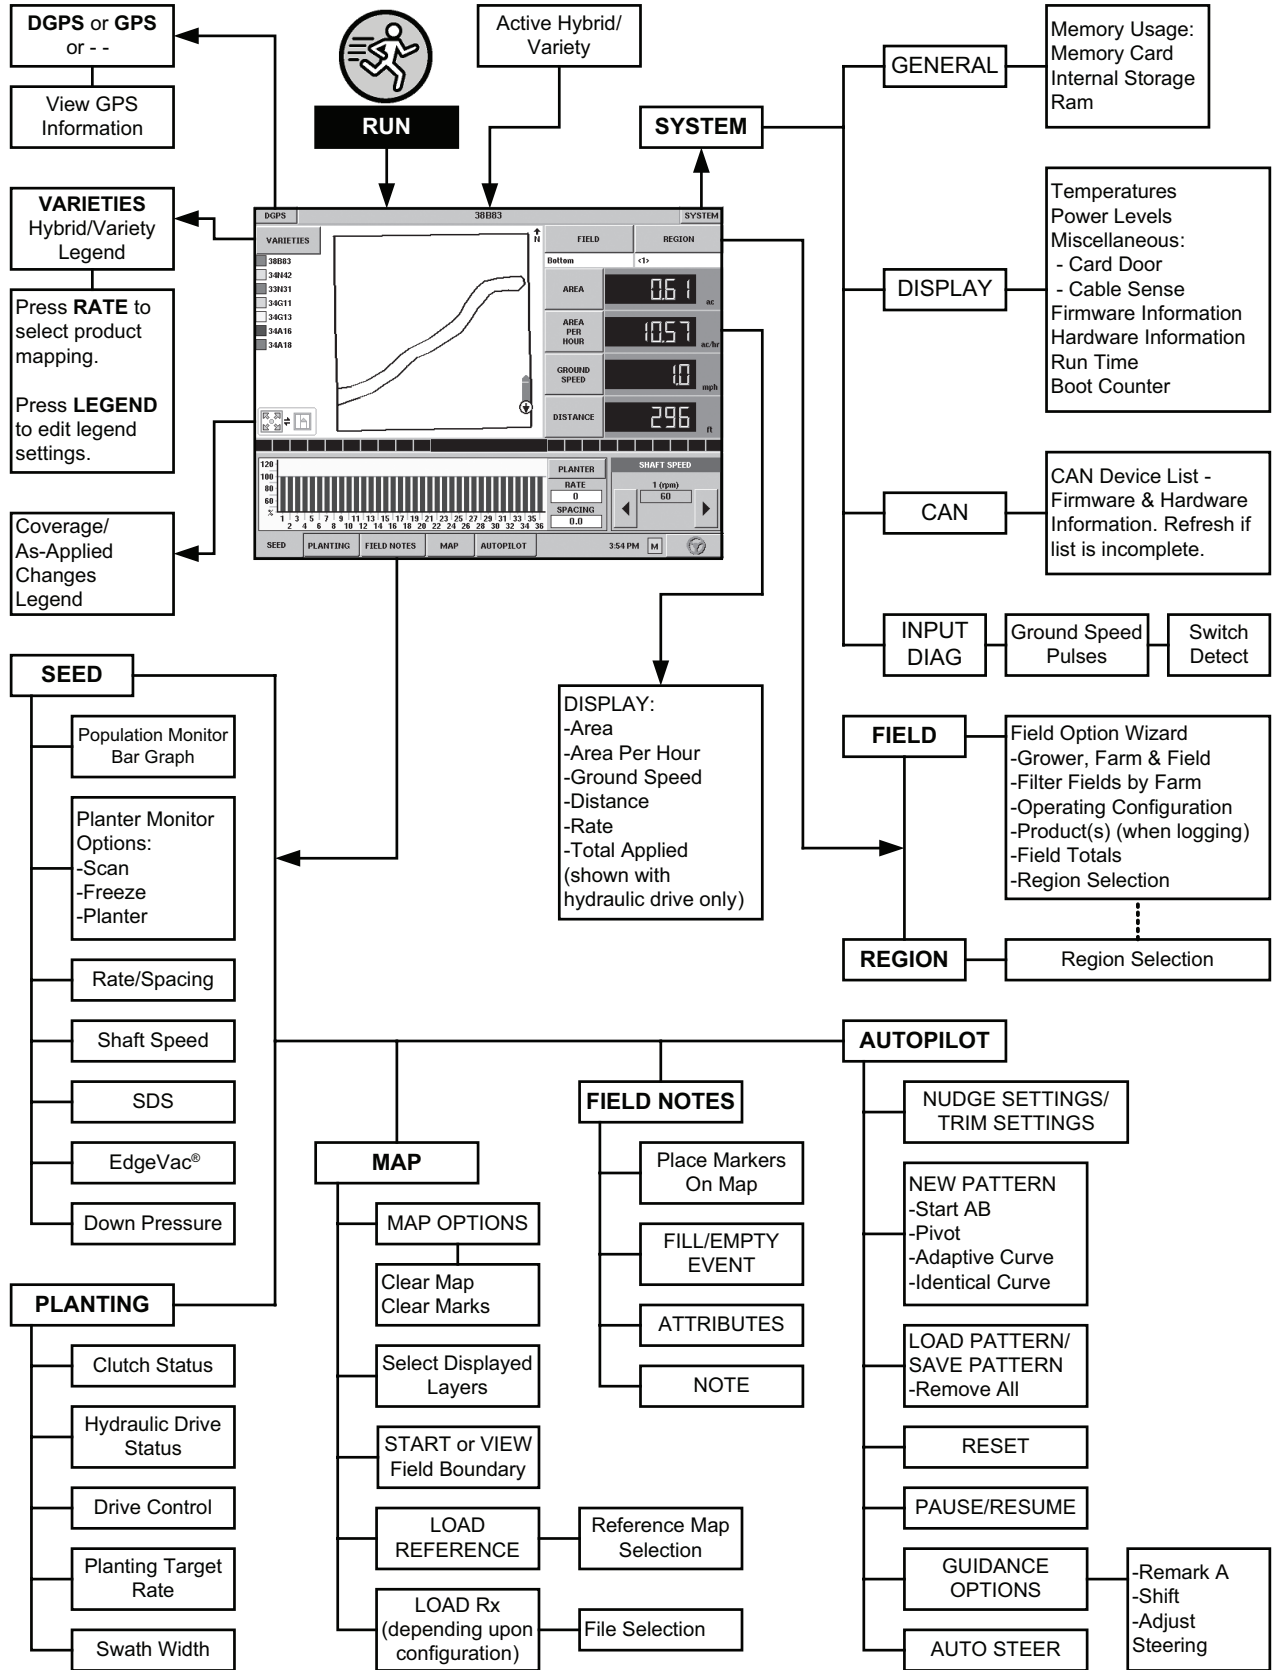 DGPS or GPS
or - -
View GPS
Information
RUN
Active Hybrid/
Variety
SYSTEM
GENERAL
Memory Usage:
Memory Card
Internal Storage
Ram
DISPLAY
Temperatures
Power Levels
Miscellaneous:
- Card Door
- Cable Sense
Firmware Information
Hardware Information
Run Time
Boot Counter
CAN
CAN Device List -
Firmware & Hardware
Information. Refresh if
list is incomplete.
INPUT
DIAG
Ground Speed
Pulses
Switch
Detect
VARIETIES
Hybrid/Variety
Legend
Press RATE to
select product
mapping.
Press LEGEND
to edit legend
settings.
Coverage/
As-Applied
Changes
Legend
DGPS
38B83
SYSTEM
VARIETIES
38B83
34N42
33N31
34G11
34G13
34A16
34A18
N
FIELD
REGION
Bottom
<1>
AREA
0.61
ac
AREA
PER
HOUR
10.57
ac/hr
GROUND
SPEED
1.0
mph
DISTANCE
296
ft
120
100
80
60
%
1 3 5 7 9 11 13 15 17 19 21 23 25 27 29 31 33 35
2 4 6 8 10 12 14 16 18 20 22 24 26 28 30 32 34 36
PLANTER
RATE
0
SPACING
0.0
SHAFT SPEED
1 (rpm)
60
SEED
PLANTING
FIELD NOTES
MAP
AUTOPILOT
3:54 PM
M
DISPLAY:
-Area
-Area Per Hour
-Ground Speed
-Distance
-Rate
-Total Applied
(shown with
hydraulic drive only)
FIELD
Field Option Wizard
-Grower, Farm & Field
-Filter Fields by Farm
-Operating Configuration
-Product(s) (when logging)
-Field Totals
-Region Selection
REGION
Region Selection
SEED
Population Monitor
Bar Graph
Planter Monitor
Options:
-Scan
-Freeze
-Planter
Rate/Spacing
Shaft Speed
SDS
EdgeVac®
Down Pressure
PLANTING
Clutch Status
Hydraulic Drive
Status
Drive Control
Planting Target
Rate
Swath Width
MAP
MAP OPTIONS
Clear Map
Clear Marks
Select Displayed
Layers
START or VIEW
Field Boundary
LOAD
REFERENCE
Reference Map
Selection
LOAD Rx
(depending upon
configuration)
File Selection
FIELD NOTES
Place Markers
On Map
FILL/EMPTY
EVENT
ATTRIBUTES
NOTE
AUTOPILOT
NUDGE SETTINGS/
TRIM SETTINGS
NEW PATTERN
-Start AB
-Pivot
-Adaptive Curve
-Identical Curve
LOAD PATTERN/
SAVE PATTERN
-Remove All
RESET
PAUSE/RESUME
GUIDANCE
OPTIONS
-Remark A
-Shift
-Adjust
Steering
AUTO STEER